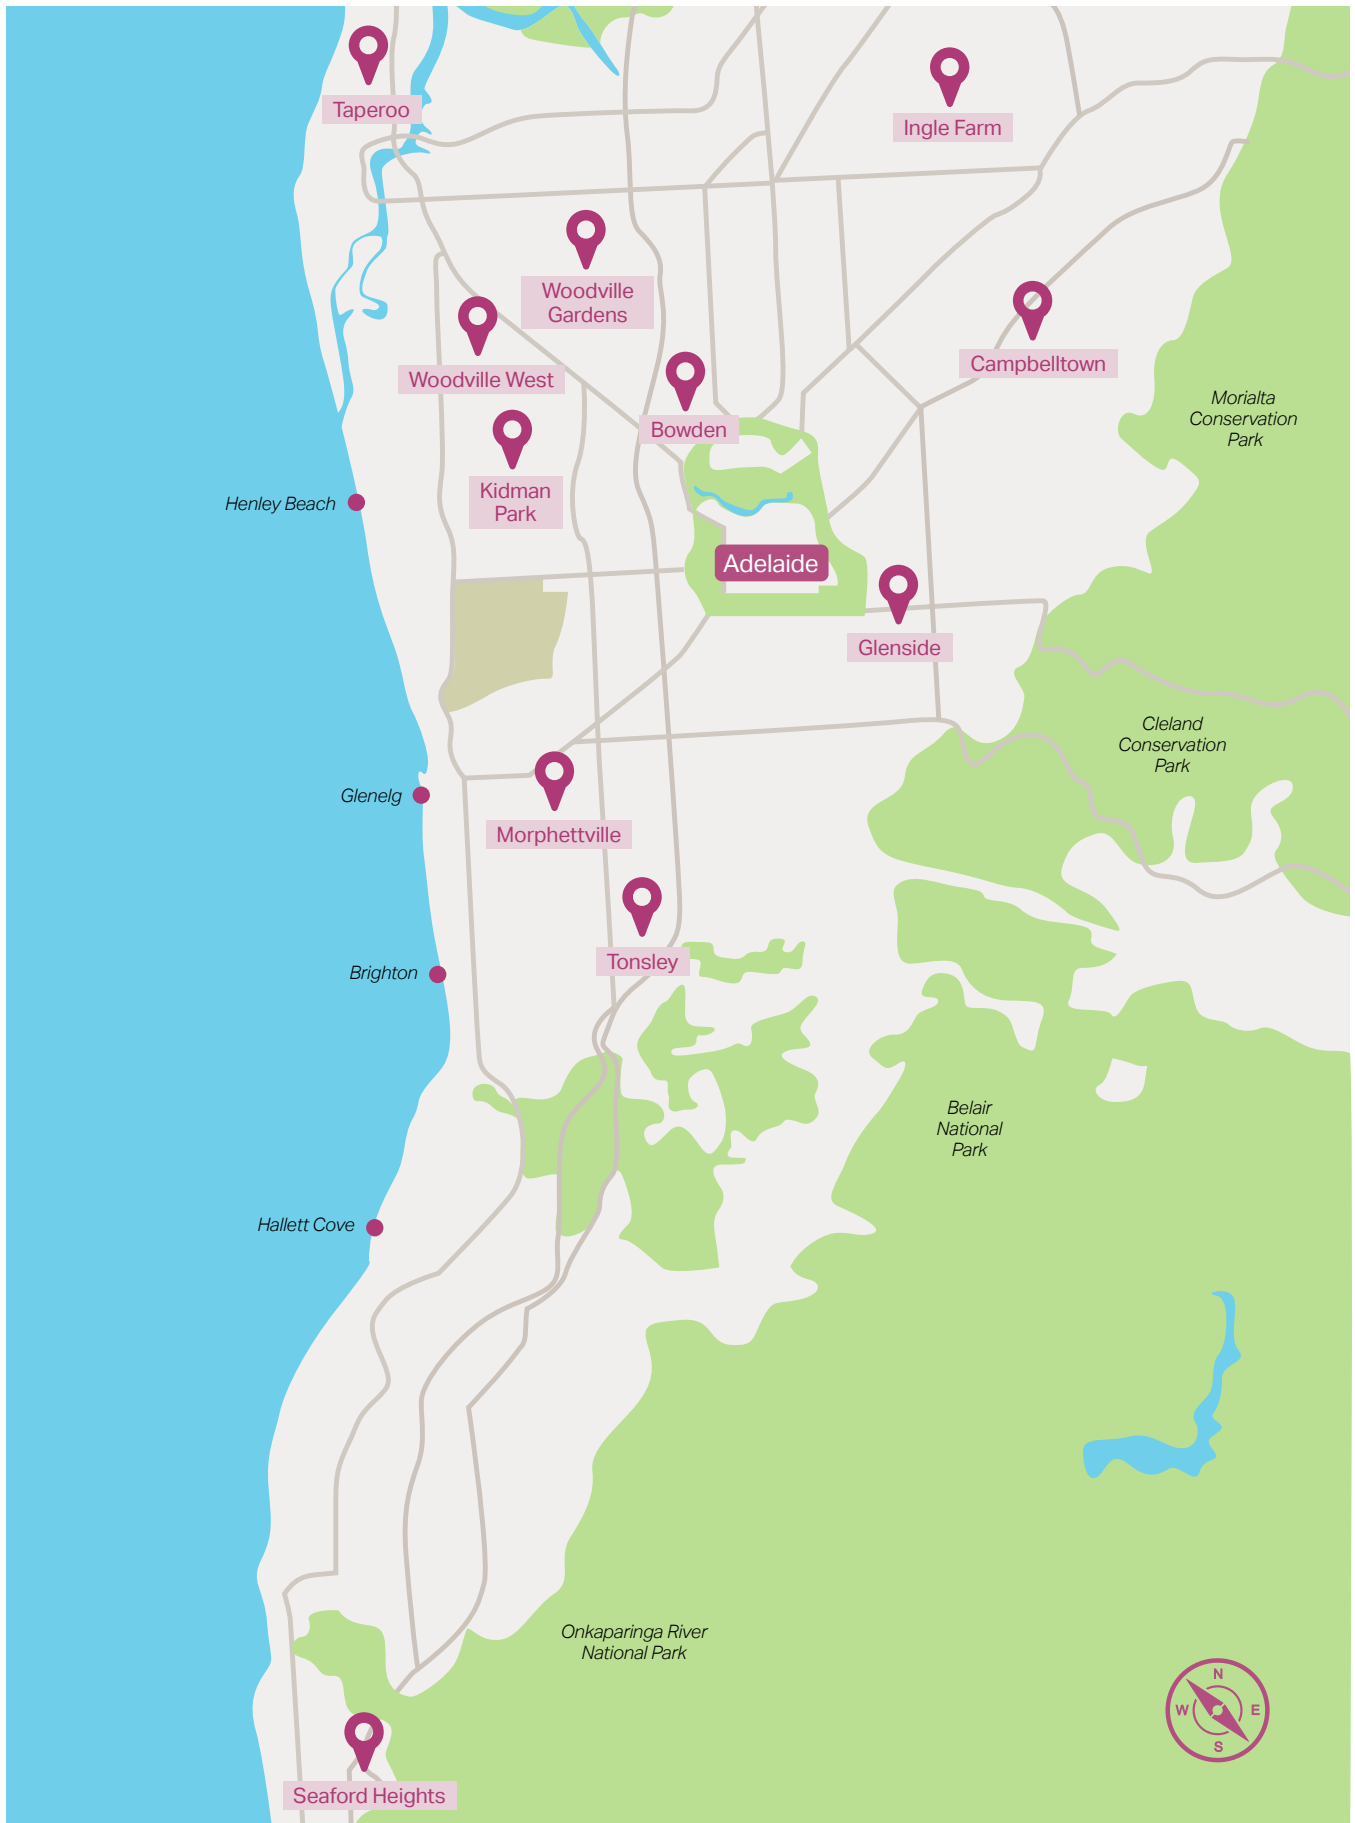 Taperoo
Ingle Farm
Woodville
Gardens
Woodville West
Campbelltown
Bowden
Morialta
Conservation
Park
Kidman
Park
Henley Beach
Adelaide
Glenside
Cleland
Conservation
Park
Glenelg
Morphettville
Tonsley
Brighton
Belair
National
Park
Hallett Cove
Onkaparinga River
National Park
N
W
E
S
Seaford Heights